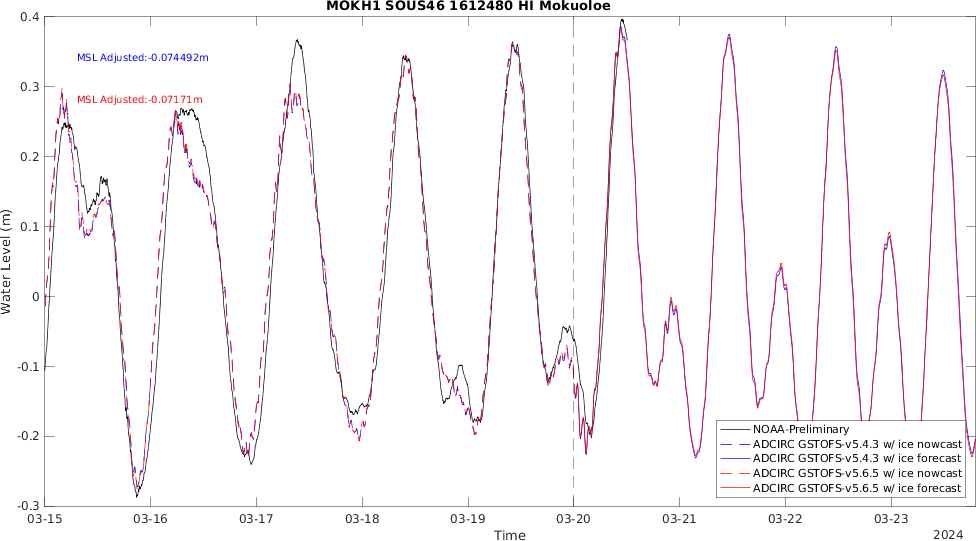 MOKH1 SOUS46 1612480 HI Mokuoloe
0.4
0.3
0.2
0.1
0
-0.1
-0.2
-0.3
Water Level (m)
MSL Adjusted:-0.074492m
MSL Adjusted:-0.07171m
NOAA-Preliminary
ADCIRC GSTOFS-v5.4.3 w/ ice nowcast
ADCIRC GSTOFS-v5.4.3 w/ ice forecast
ADCIRC GSTOFS-v5.6.5 w/ ice nowcast
ADCIRC GSTOFS-v5.6.5 w/ ice forecast
03-15 03-16 03-17 03-18 03-19 03-20 03-21 03-22 03-23
Time
2024